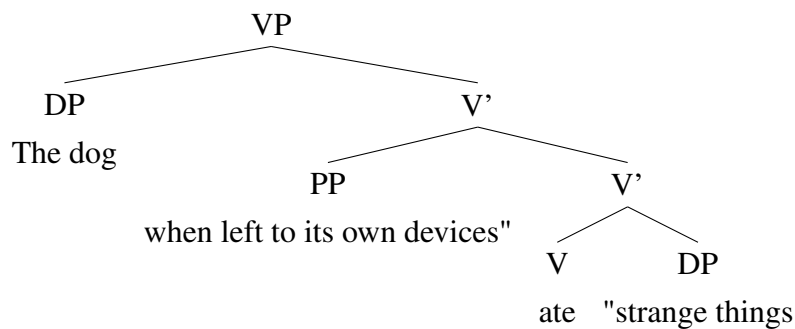 VP
DP V’
The dog
PP V’
when left to its own devices"
V DP
ate "strange things